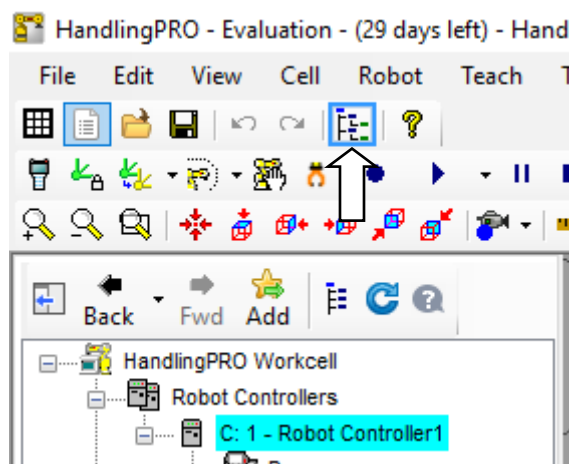 HandlingPRO - Evaluation - (29 days left) - Hand
File Edit View Cell Robot Teach
Back Fwd Add
HandlingPRO Workcell
Robot Controllers
C: 1 - Robot Controller1